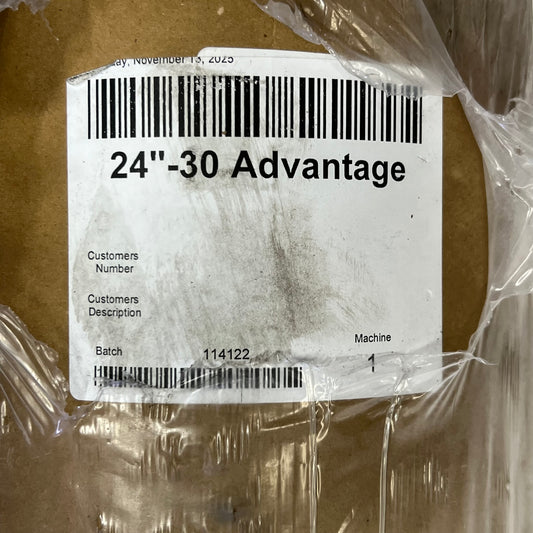 November 13, 2025
24"-30 Advantage
Customers
Number
Customers
Description
Machine
Batch 114122
1